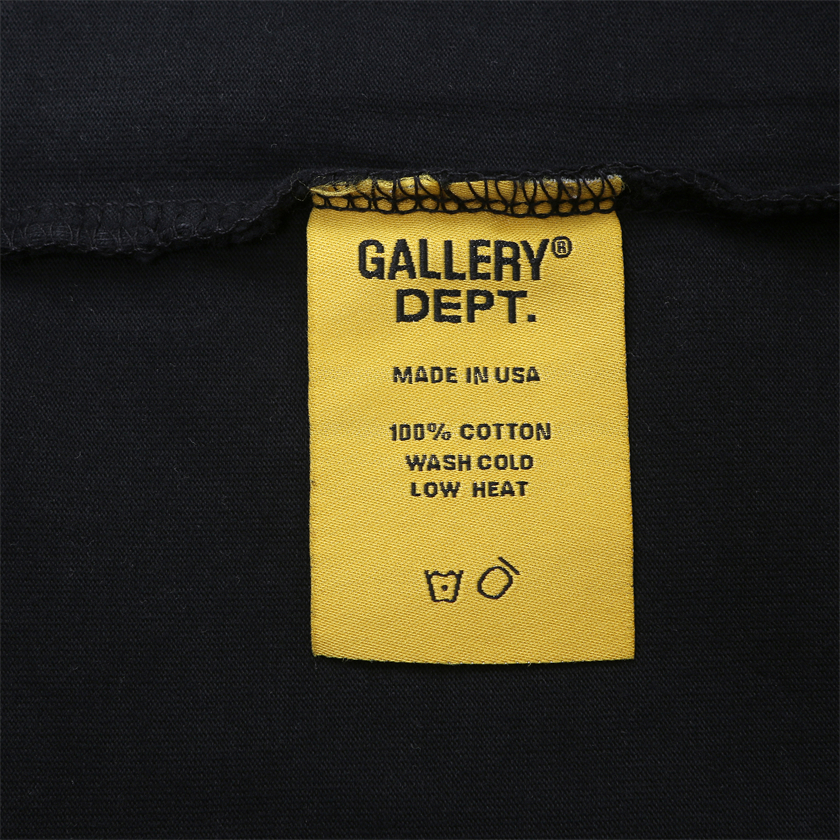 GALLERY®
DEPT.
MADE IN USA
100% COTTON
WASH COLD
LOW HEAT